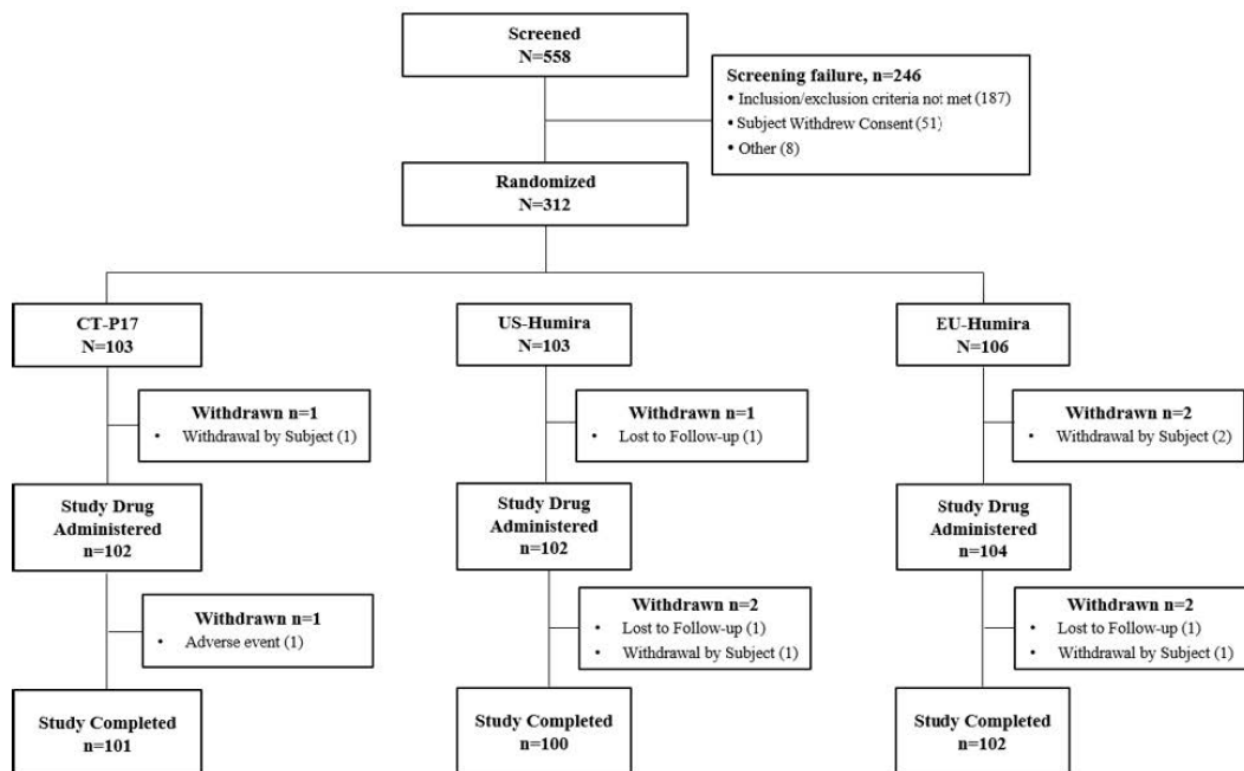 Screened
N=558
Screening failure, n=246
• Inclusion/exclusion criteria not met (187)
• Subject Withdrew Consent (51)
• Other (8)
Randomized
N=312
CT-P17
N=103
US-Humira
N=103
EU-Humira
N=106
Withdrawn n=1
• Withdrawal by Subject (1)
Withdrawn n=1
• Lost to Follow-up (1)
Withdrawn n=2
• Withdrawal by Subject (2)
Study Drug
Administered
n=102
Study Drug
Administered
n=102
Study Drug
Administered
n=104
Withdrawn n=1
• Adverse event (1)
Withdrawn n=2
• Lost to Follow-up (1)
• Withdrawal by Subject (1)
Withdrawn n=2
• Lost to Follow-up (1)
• Withdrawal by Subject (1)
Study Completed
n=101
Study Completed
n=100
Study Completed
n=102